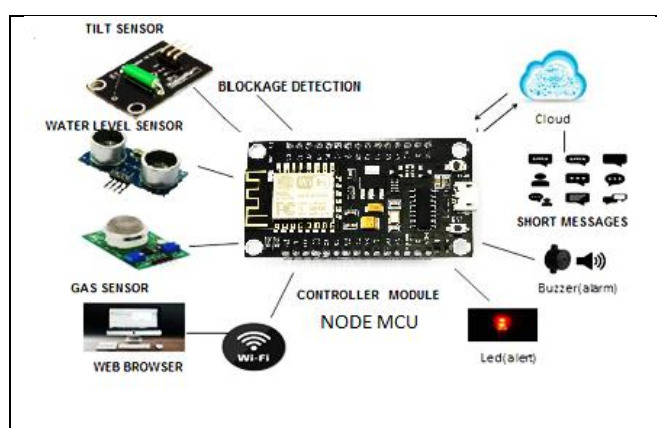 TILT SENSOR
BLOCKAGE DETECTION
WATER LEVEL SENSOR
Cloud
SHORT MESSAGES
GAS SENSOR
CONTROLLER MODULE
NODE MCU
Buzzer(alarm)
Wi-Fi
WEB BROWSER
Led(alert)